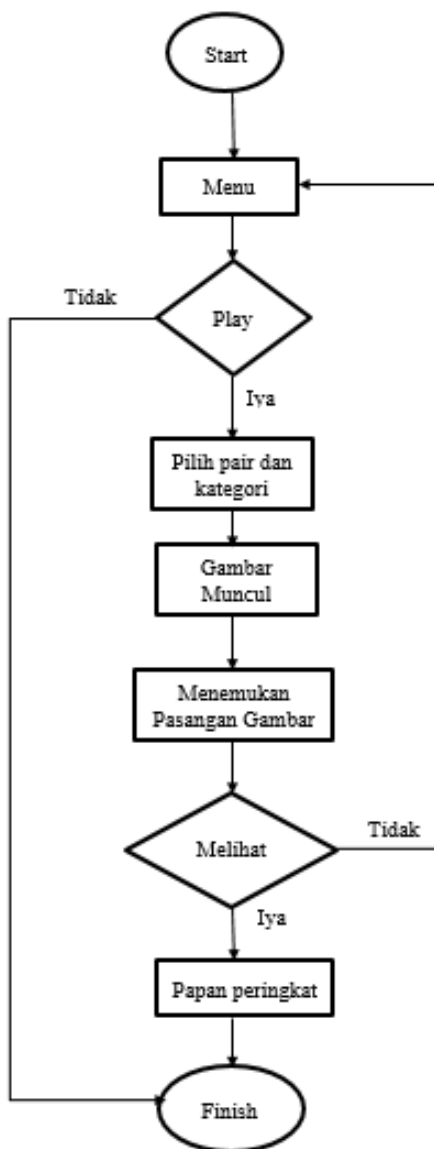 Start
Menu
Tidak
Play
Iya
Pilih pair dan
kategori
Gambar
Muncul
Menemukan
Pasangan Gambar
Melihat
Tidak
Iya
Papan peringkat
Finish